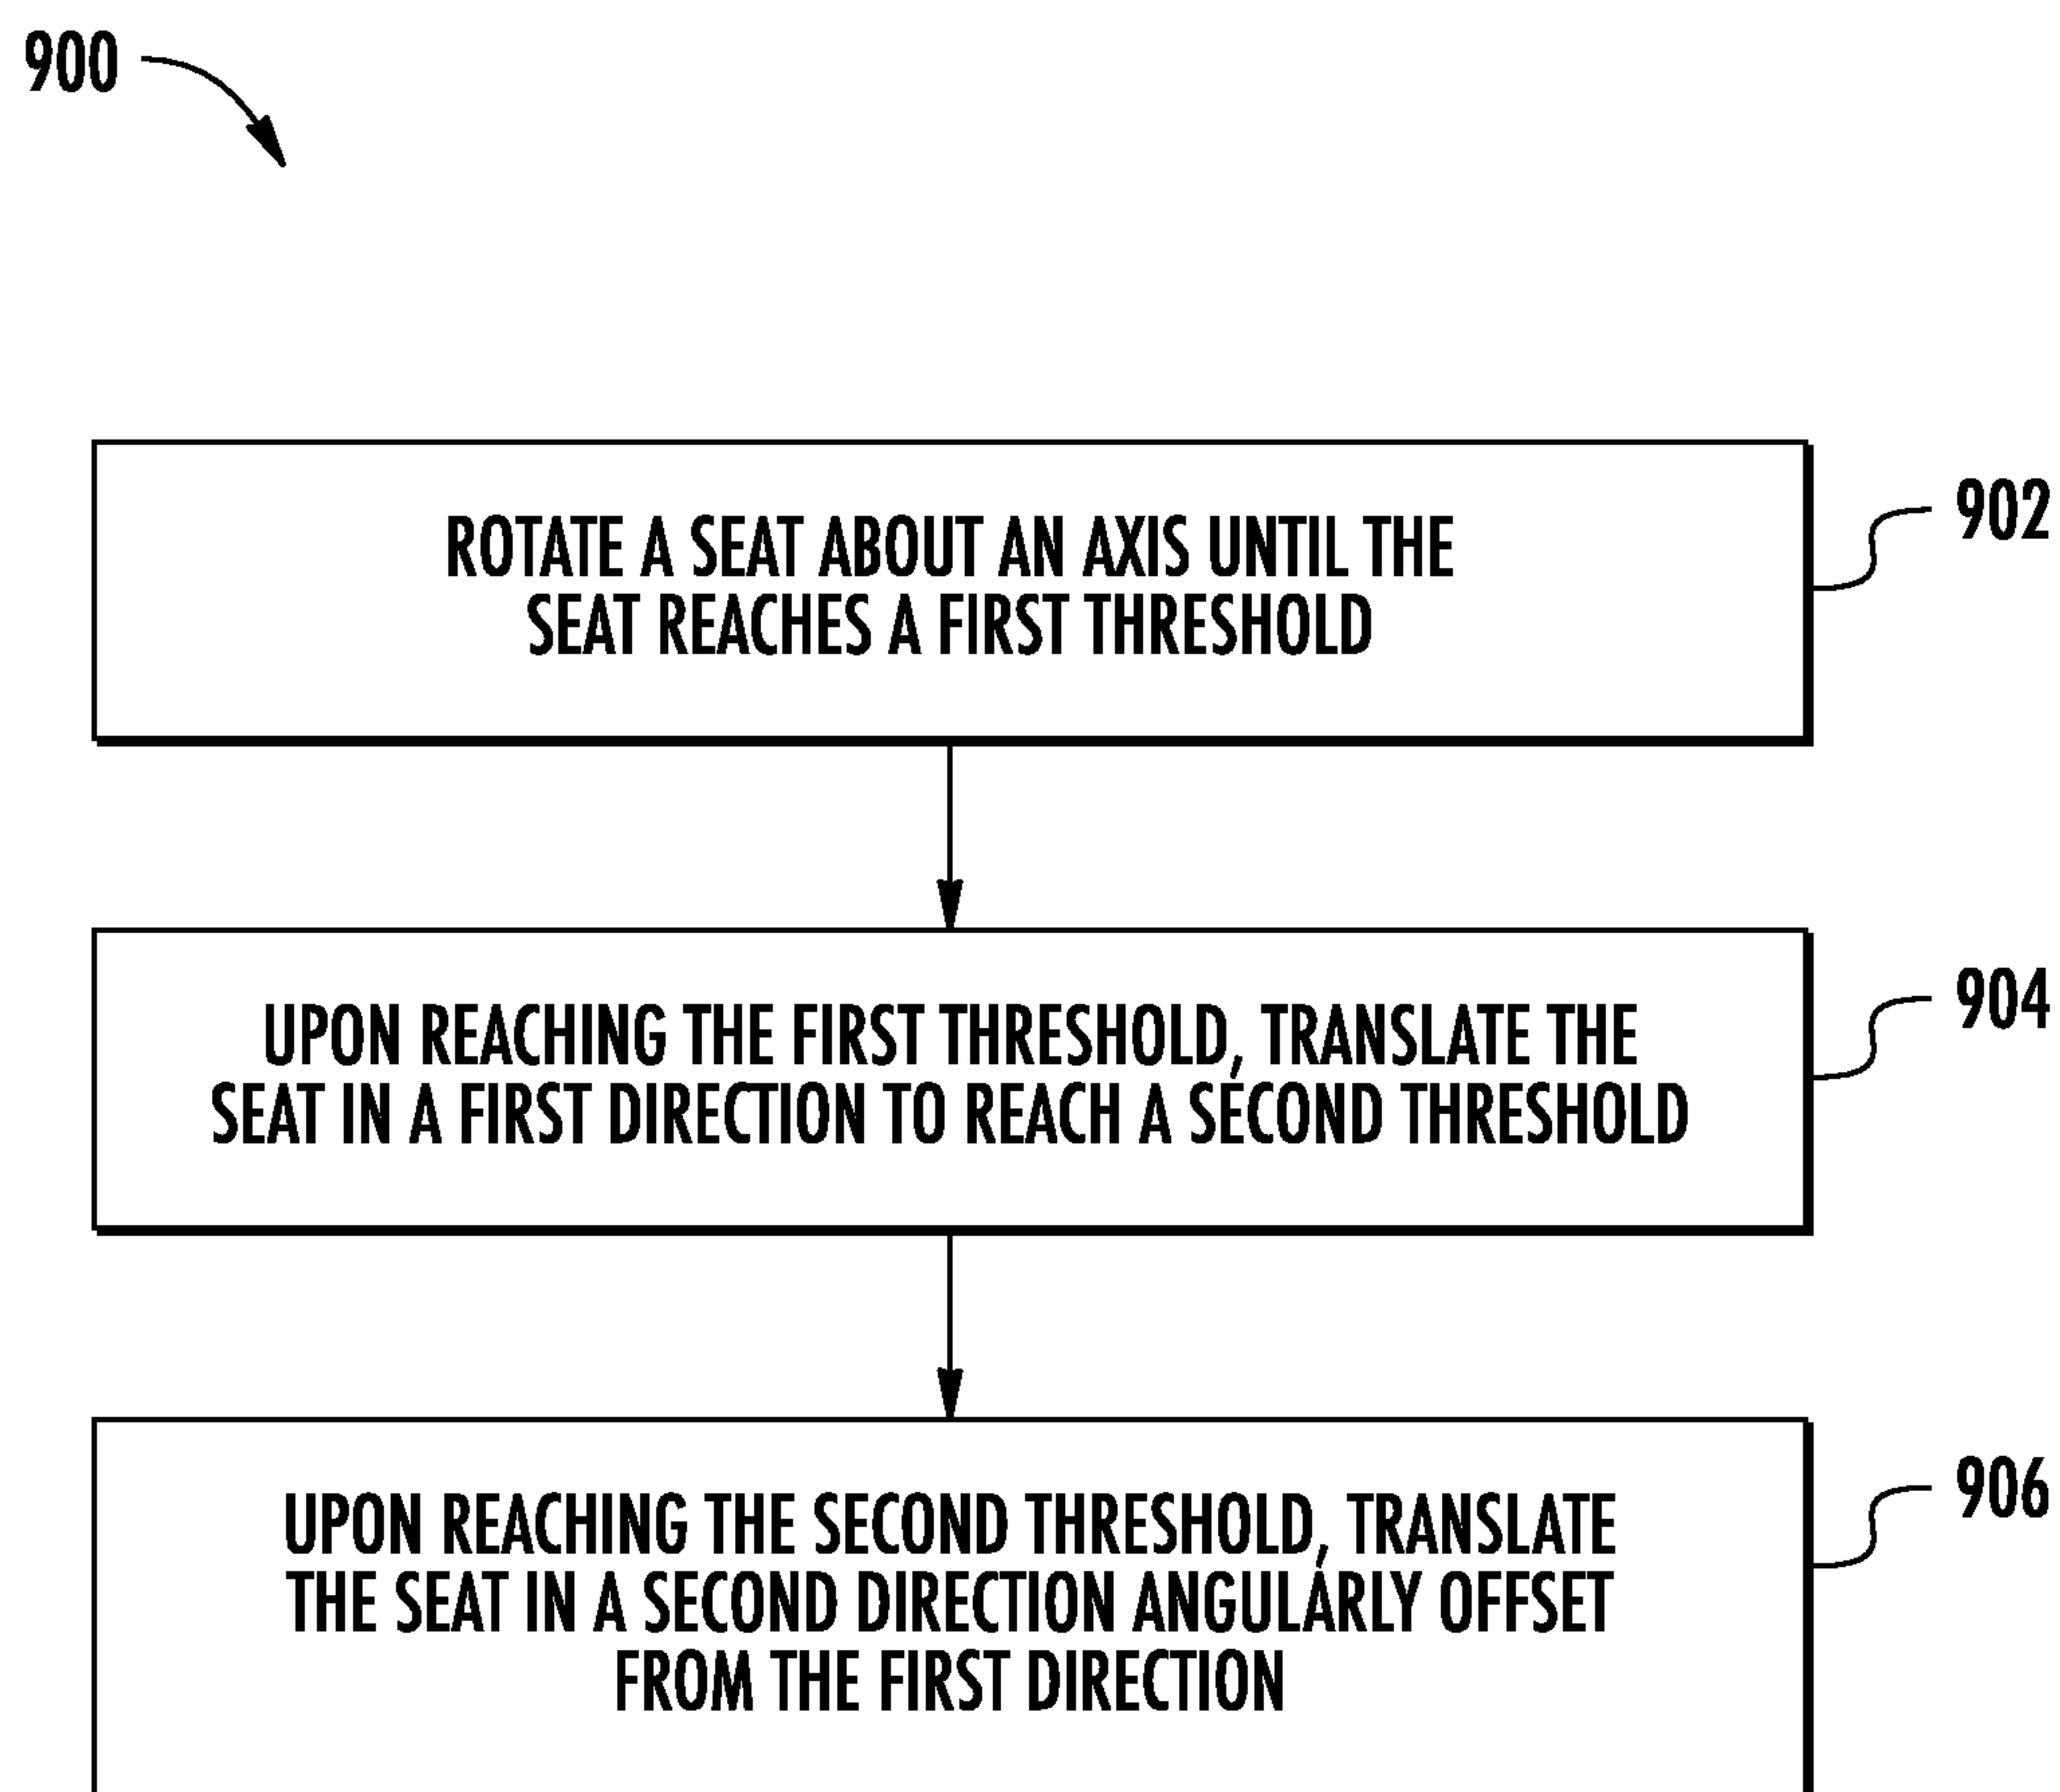 900
ROTATE A SEAT ABOUT AN AXIS UNTIL THE
SEAT REACHES A FIRST THRESHOLD
902
UPON REACHING THE FIRST THRESHOLD, TRANSLATE THE
SEAT IN A FIRST DIRECTION TO REACH A SECOND THRESHOLD
904
UPON REACHING THE SECOND THRESHOLD, TRANSLATE
THE SEAT IN A SECOND DIRECTION ANGULARLY OFFSET
FROM THE FIRST DIRECTION
906